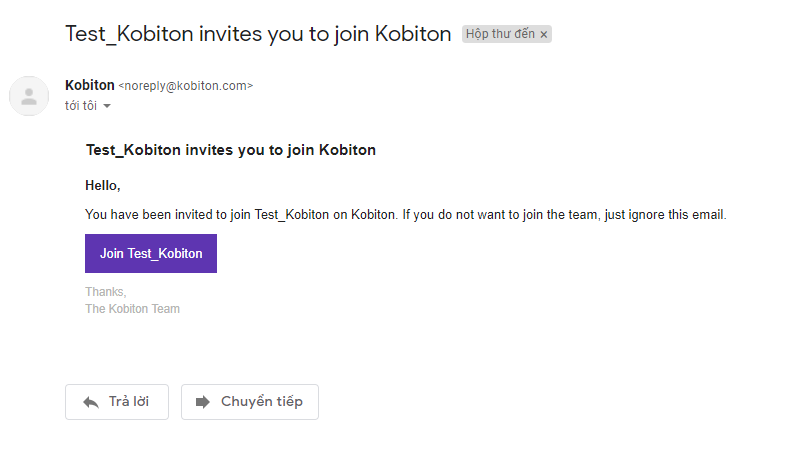 Test_Kobiton invites you to join Kobiton Hộp thư đến ×
Kobiton <noreply@kobiton.com>
tới tôi
Test_Kobiton invites you to join Kobiton
Hello,
You have been invited to join Test_Kobiton on Kobiton. If you do not want to join the team, just ignore this email.
Join Test_Kobiton
Thanks,
The Kobiton Team
Trả lời Chuyển tiếp